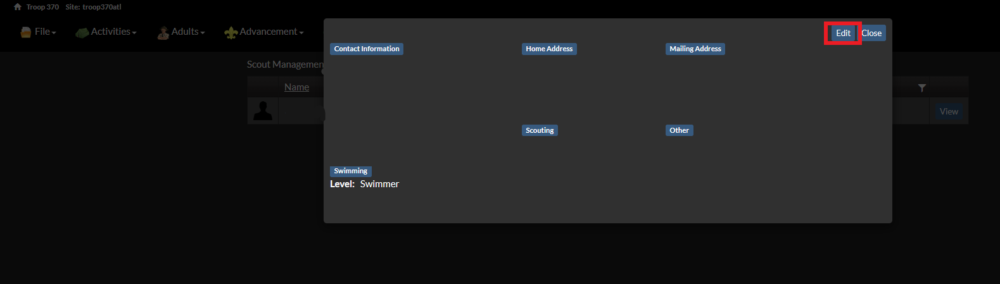 Troop 370 Site: troop370atl
File Activities Adults Advancement
Edit Close
Contact Information Home Address Mailing Address
Scout Managemen
Name
View
Scouting Other
Swimming
Level: Swimmer